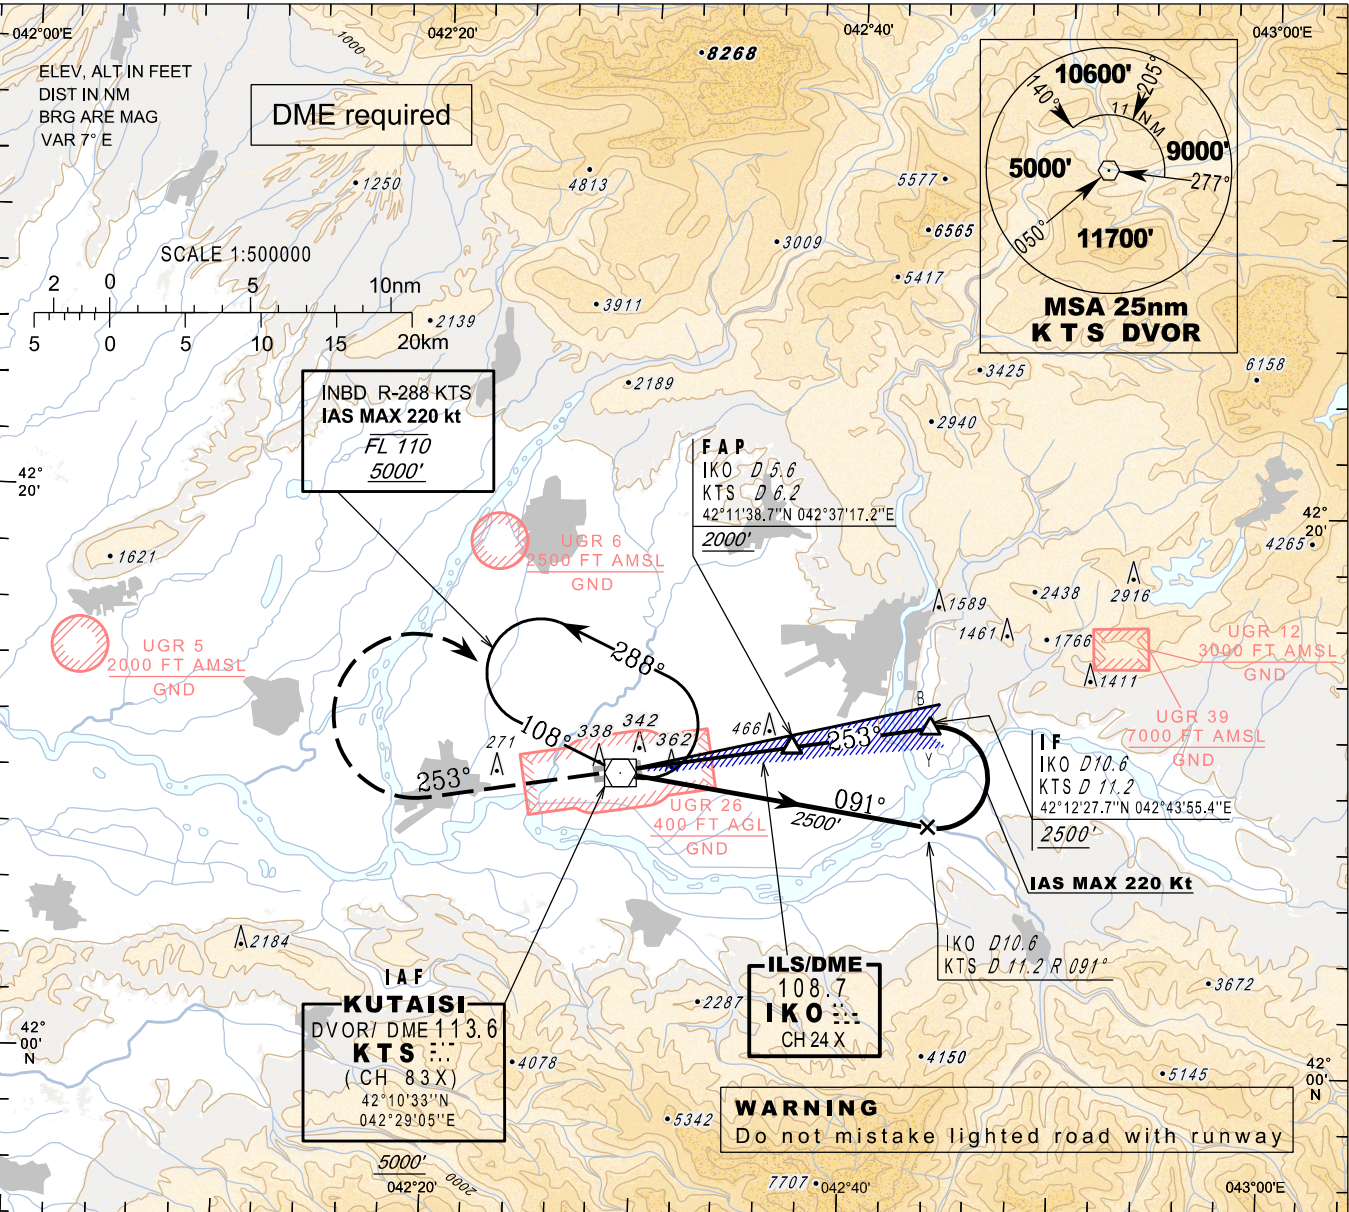 042°00'E
042°20'
042°40'
043°00'E
ELEV, ALT IN FEET
DIST IN NM
BRG ARE MAG
VAR 7° E
DME required
1000
8268
10600'
140°
205°
11 NM
5000'
9000'
277°
050°
11700'
MSA 25nm
KTS DVOR
1250
4813
5577
6565
3009
5417
SCALE 1:500000
2 0 5 10nm
5 0 5 10 15 20km
2139
3911
2189
3425
6158
2940
INBD R-288 KTS
IAS MAX 220 kt
FL 110
5000'
42°
20'
FAP
IKO D 5.6
KTS D 6.2
42°11'38.7"N 042°37'17.2"E
2000'
42°
20'
4265
1621
UGR 6
2500 FT AMSL
GND
UGR 5
2000 FT AMSL
GND
1589
2438
2916
1461
1766
1411
UGR 12
3000 FT AMSL
GND
UGR 39
7000 FT AMSL
GND
288°
108°
253°
271
338
342
362
466
253°
B
Y
IF
IKO D10.6
KTS D 11.2
42°12'27.7"N 042°43'55.4"E
2500'
UGR 26
400 FT AGL
GND
091°
2500'
IAS MAX 220 Kt
IKO D10.6
KTS D 11.2 R 091°
2184
IAF
KUTAISI
DVOR/ DME 113.6
KTS
(CH 83X)
42°10'33"N
042°29'05"E
5000'
ILS/DME
108.7
IKO
CH 24 X
2287
3672
4150
5145
4078
5342
7707
42°
00'
N
42°
00'
N
WARNING
Do not mistake lighted road with runway
2000
042°20'
042°40'
043°00'E